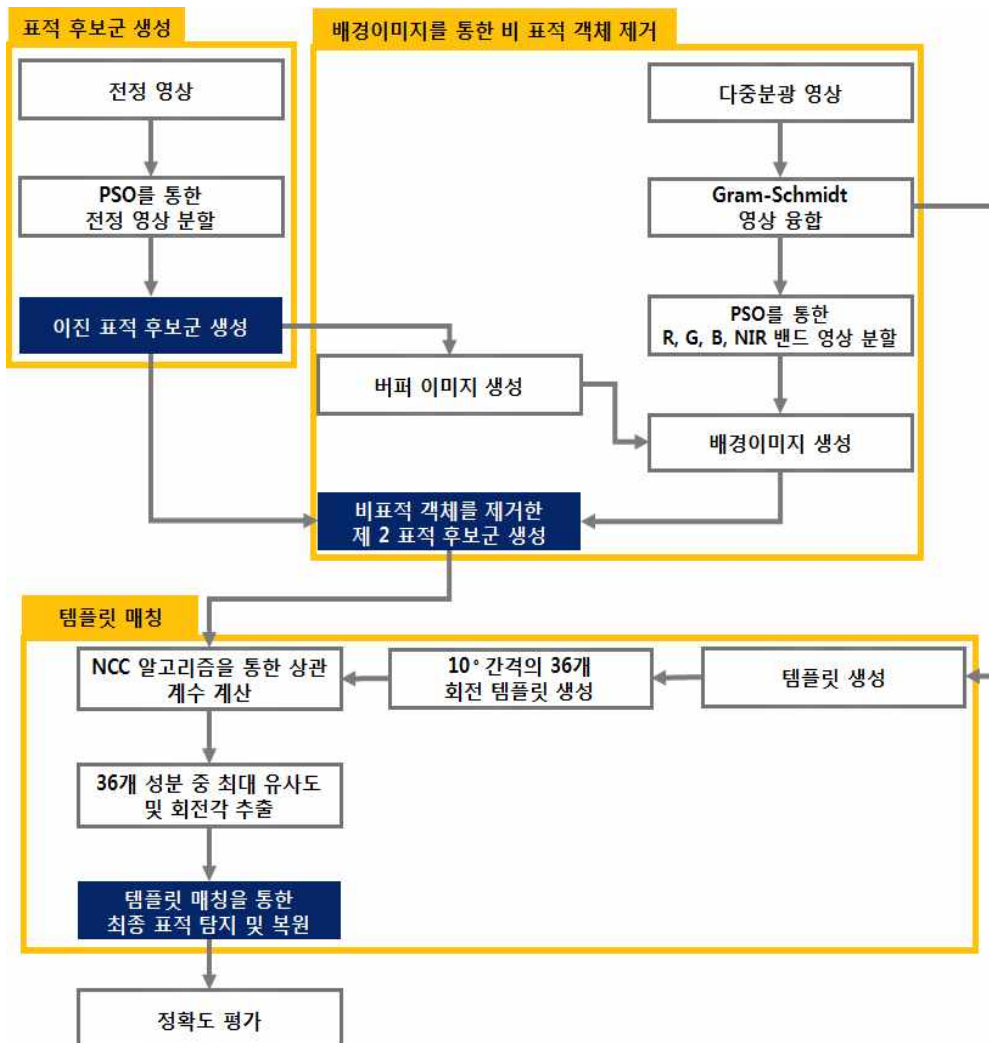 표적 후보군 생성
전정 영상
PSO를 통한
전정 영상 분할
이진 표적 후보군 생성
배경이미지를 통한 비 표적 객체 제거
다중분광 영상
Gram-Schmidt
영상 융합
PSO를 통한
R, G, B, NIR 밴드 영상 분할
버퍼 이미지 생성
배경이미지 생성
비표적 객체를 제거한
제 2 표적 후보군 생성
템플릿 매칭
NCC 알고리즘을 통한 상관
계수 계산
10° 간격의 36개
회전 템플릿 생성
템플릿 생성
36개 성분 중 최대 유사도
및 회전각 추출
템플릿 매칭을 통한
최종 표적 탐지 및 복원
정확도 평가